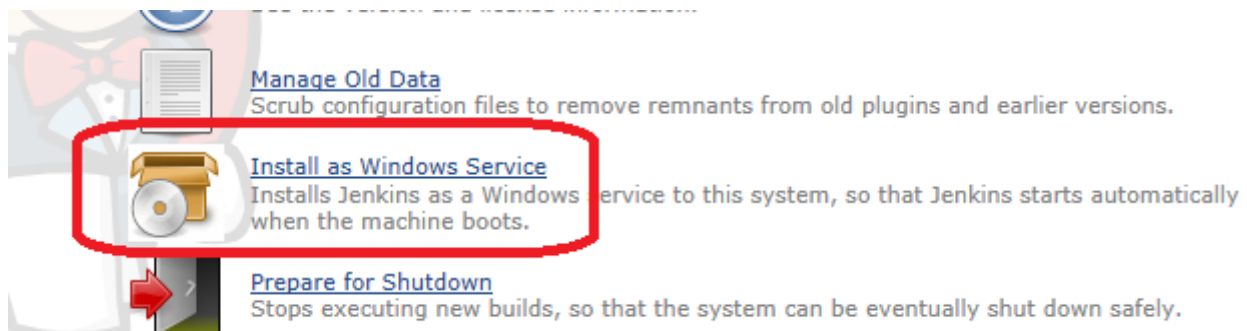 Manage Old Data
Scrub configuration files to remove remnants from old plugins and earlier versions.
Install as Windows Service
Installs Jenkins as a Windows service to this system, so that Jenkins starts automatically
when the machine boots.
Prepare for Shutdown
Stops executing new builds, so that the system can be eventually shut down safely.